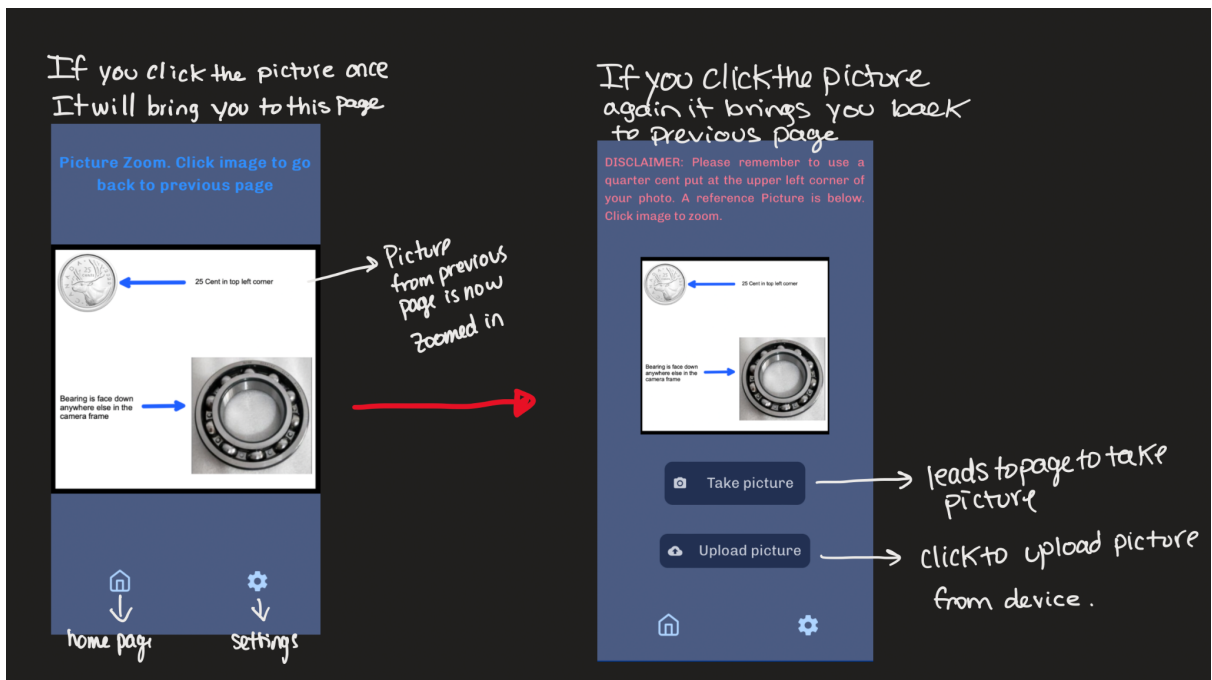 If you click the picture once
It will bring you to this page
Picture Zoom. Click image to go
back to previous page
25 CENTS
CANADA
25 Cent in top left corner
Bearing is face down
anywhere else in the
camera frame
Picture
from previous
page is now
zoomed in
home page
settings
If you click the picture
again it brings you back
to previous page
DISCLAIMER: Please remember to use a
quarter cent put at the upper left corner of
your photo. A reference Picture is below.
Click image to zoom.
25 Cent in top left corner
Bearing is face down
anywhere else in the
camera frame
Take picture
leads to page to take
picture
Upload picture
click to upload picture
from device.